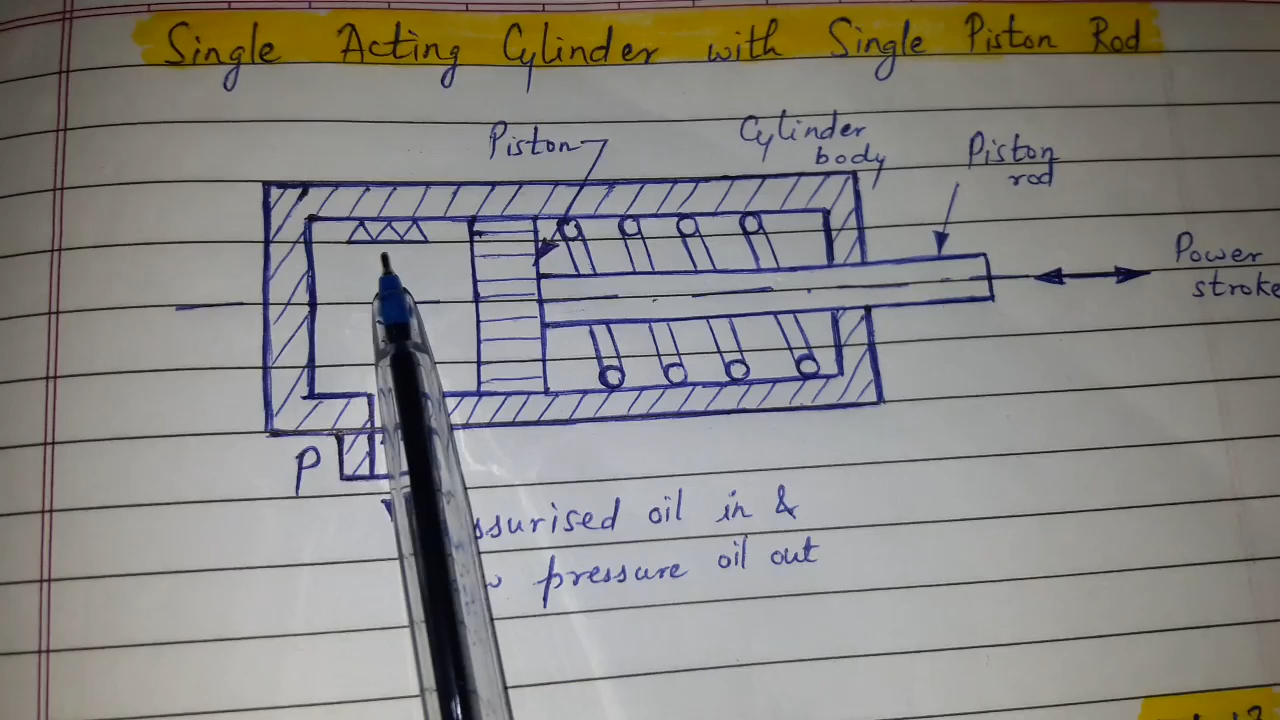 Single Acting Cylinder with Single Piston Rod
Piston
Cylinder
body
Piston
rod
Power
stroke
P
ssurised oil in &
pressure oil out